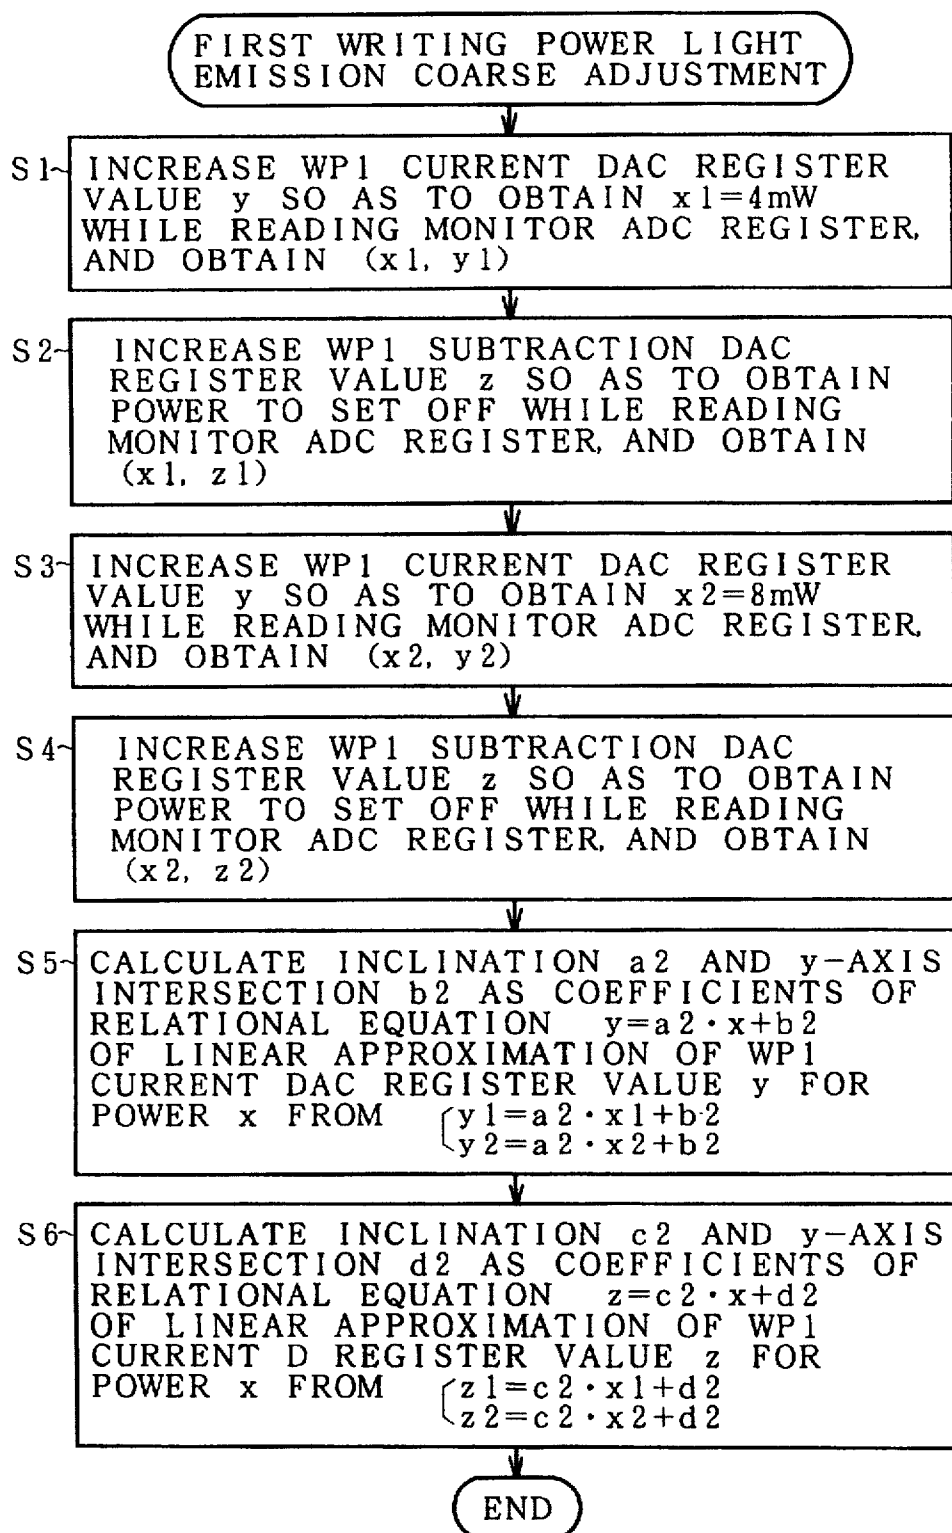 FIRST WRITING POWER LIGHT
EMISSION COARSE ADJUSTMENT
S1
INCREASE WP1 CURRENT DAC REGISTER
VALUE y SO AS TO OBTAIN x1=4mW
WHILE READING MONITOR ADC REGISTER,
AND OBTAIN (x1, y1)
S2
INCREASE WP1 SUBTRACTION DAC
REGISTER VALUE z SO AS TO OBTAIN
POWER TO SET OFF WHILE READING
MONITOR ADC REGISTER, AND OBTAIN
(x1, z1)
S3
INCREASE WP1 CURRENT DAC REGISTER
VALUE y SO AS TO OBTAIN x2=8mW
WHILE READING MONITOR ADC REGISTER,
AND OBTAIN (x2, y2)
S4
INCREASE WP1 SUBTRACTION DAC
REGISTER VALUE z SO AS TO OBTAIN
POWER TO SET OFF WHILE READING
MONITOR ADC REGISTER, AND OBTAIN
(x2, z2)
S5
CALCULATE INCLINATION a2 AND y-AXIS
INTERSECTION b2 AS COEFFICIENTS OF
RELATIONAL EQUATION y=a2·x+b2
OF LINEAR APPROXIMATION OF WP1
CURRENT DAC REGISTER VALUE y FOR
POWER x FROM y1=a2·x1+b2
y2=a2·x2+b2
S6
CALCULATE INCLINATION c2 AND y-AXIS
INTERSECTION d2 AS COEFFICIENTS OF
RELATIONAL EQUATION z=c2·x+d2
OF LINEAR APPROXIMATION OF WP1
CURRENT D REGISTER VALUE z FOR
POWER x FROM z1=c2·x1+d2
z2=c2·x2+d2
END